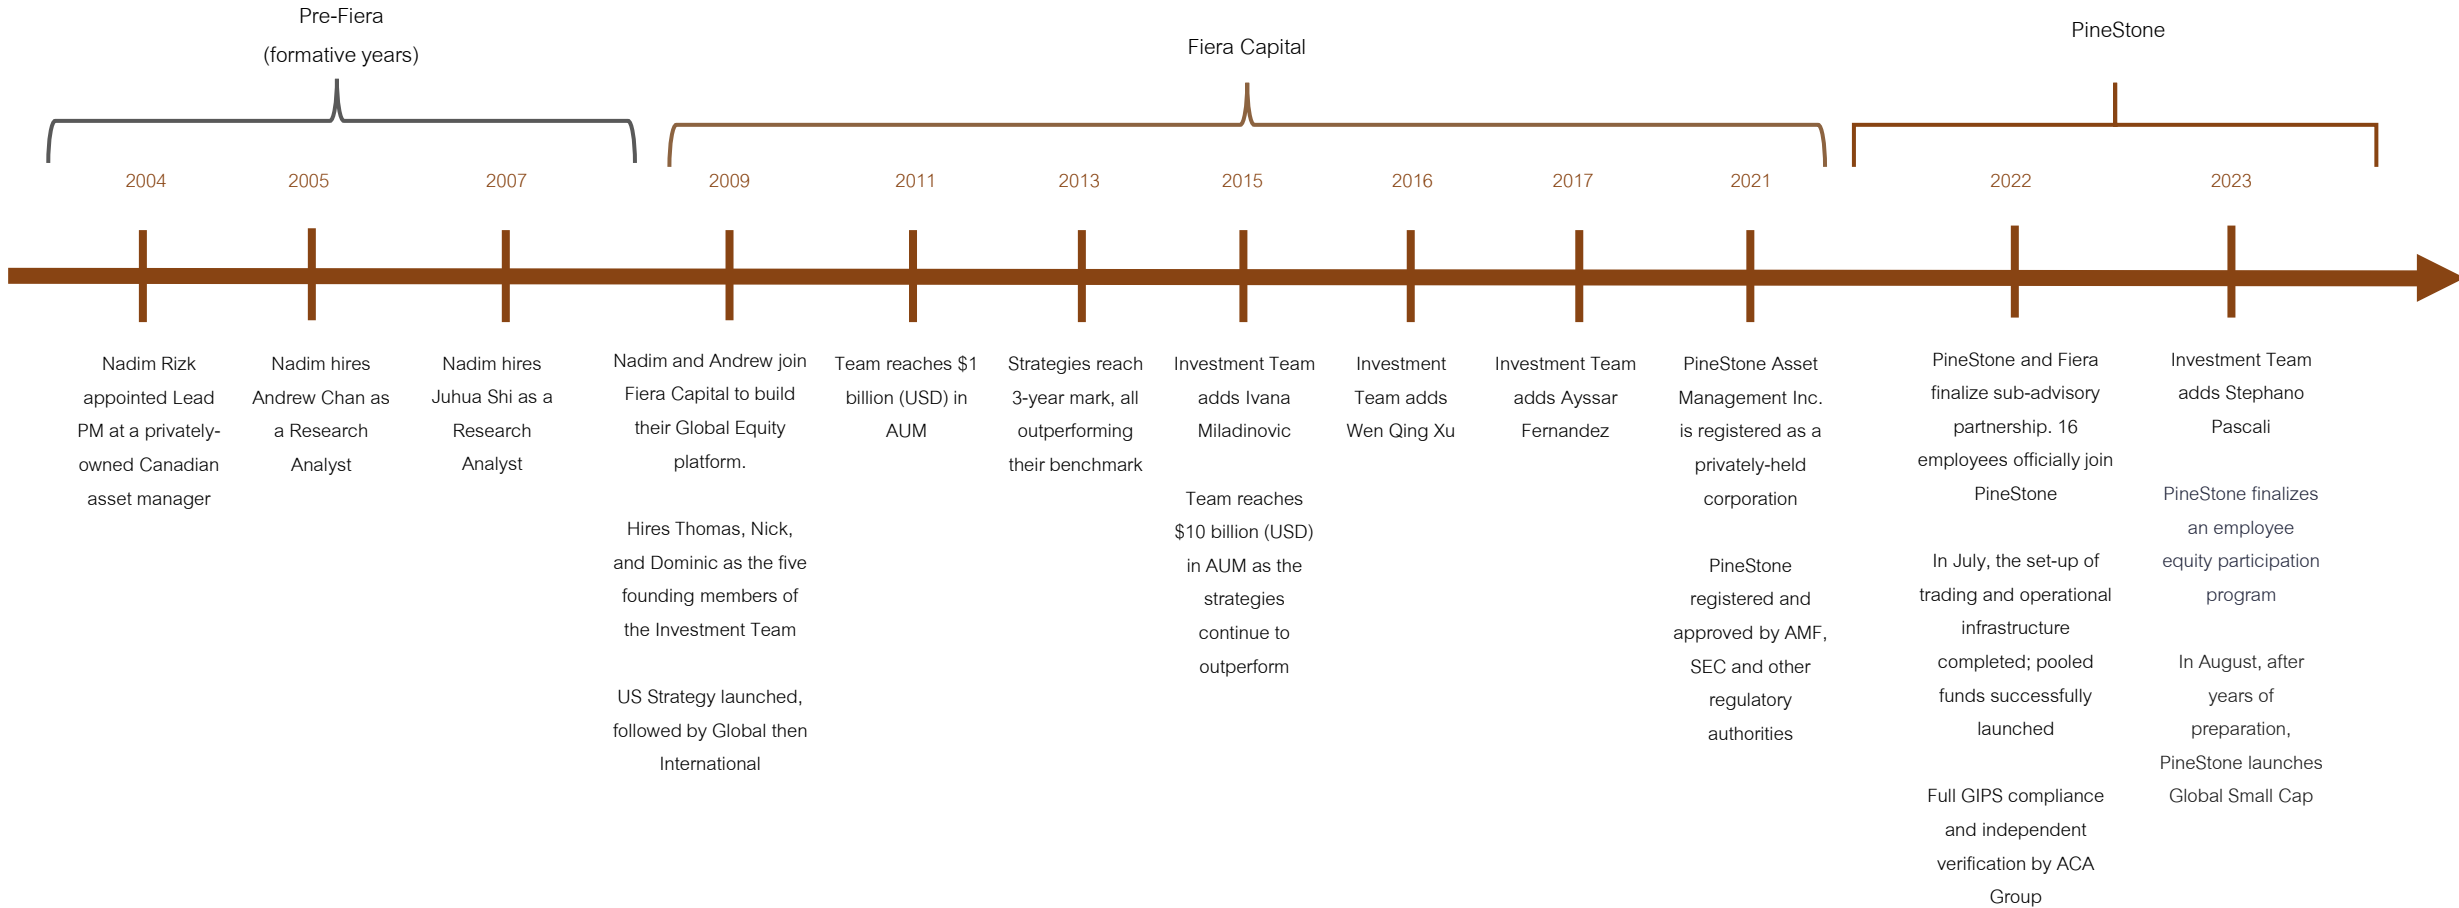 Pre-Fiera
(formative years)
Fiera Capital
PineStone
2004
2005
2007
2009
2011
2013
2015
2016
2017
2021
2022
2023
Nadim Rizk
appointed Lead
PM at a privately-
owned Canadian
asset manager
Nadim hires
Andrew Chan as
a Research
Analyst
Nadim hires
Juhua Shi as a
Research
Analyst
Nadim and Andrew join
Fiera Capital to build
their Global Equity
platform.
Hires Thomas, Nick,
and Dominic as the five
founding members of
the Investment Team
US Strategy launched,
followed by Global then
International
Team reaches $1
billion (USD) in
AUM
Strategies reach
3-year mark, all
outperforming
their benchmark
Investment Team
adds Ivana
Miladinovic
Team reaches
$10 billion (USD)
in AUM as the
strategies
continue to
outperform
Investment
Team adds
Wen Qing Xu
Investment Team
adds Ayssar
Fernandez
PineStone Asset
Management Inc.
is registered as a
privately-held
corporation
PineStone
registered and
approved by AMF,
SEC and other
regulatory
authorities
PineStone and Fiera
finalize sub-advisory
partnership. 16
employees officially join
PineStone
In July, the set-up of
trading and operational
infrastructure
completed; pooled
funds successfully
launched
Full GIPS compliance
and independent
verification by ACA
Group
Investment Team
adds Stephano
Pascali
PineStone finalizes
an employee
equity participation
program
In August, after
years of
preparation,
PineStone launches
Global Small Cap